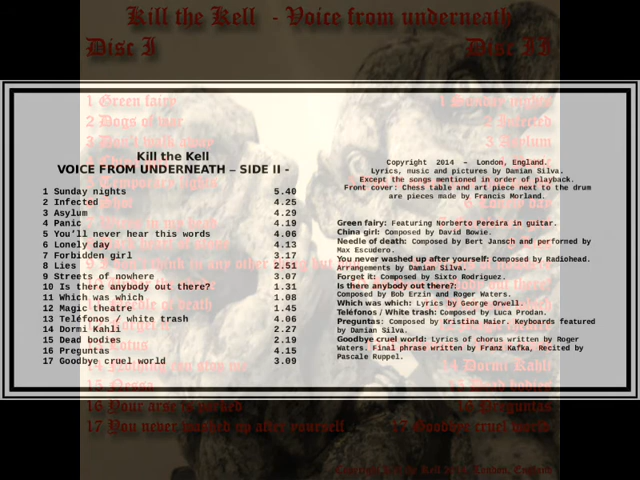 Kill the Kell - Voice from underneath
Disc I
Disc II
1 Green fairy
2 Dogs of war
3 Don't walk away
1 Sunday nights
2 Infected
3 Asylum
Kill the Kell
VOICE FROM UNDERNEATH – SIDE II -
1 Sunday nights 5.40
2 Infected 4.25
3 Asylum 4.29
4 Panic 4.19
5 You'll never hear this words 4.06
6 Lonely day 4.13
7 Forbidden girl 3.17
8 Lies 2.51
9 Streets of nowhere 3.07
10 Is there anybody out there? 1.31
11 Which was which 1.08
12 Magic theatre 1.45
13 Teléfonos / white trash 4.06
14 Dormi Kahlil 2.27
15 Dead bodies 2.19
16 Preguntas 4.15
17 Goodbye cruel world 3.09
Copyright 2014 – London, England.
Lyrics, music and pictures by Damian Silva.
Except the songs mentioned in order of playback.
Front cover: Chess table and art piece next to the drum
are pieces made by Francis Morland.
Green fairy: Featuring Norberto Pereira in guitar.
China girl: Composed by David Bowie.
Needle of death: Composed by Bert Jansch and performed by
Max Escudero.
You never washed up after yourself: Composed by Radiohead.
Arrangements by Damian Silva.
Forget it: Composed by Sixto Rodriguez.
Is there anybody out there?:
Composed by Bob Erzin and Roger Waters.
Which was which: Lyrics by George Orwell.
Teléfonos / White trash: Composed by Luca Prodan.
Preguntas: Composed by Kristina Maier. Keyboards featured
by Damian Silva.
Goodbye cruel world: Lyrics of chorus written by Roger
Waters. Final phrase written by Franz Kafka, Recited by
Pascale Ruppel.
14 Dormi Kahlil
15 Nessa
15 Dead bodies
16 Your arse is parked
16 Preguntas
17 You never washed up after yourself
17 Goodbye cruel world